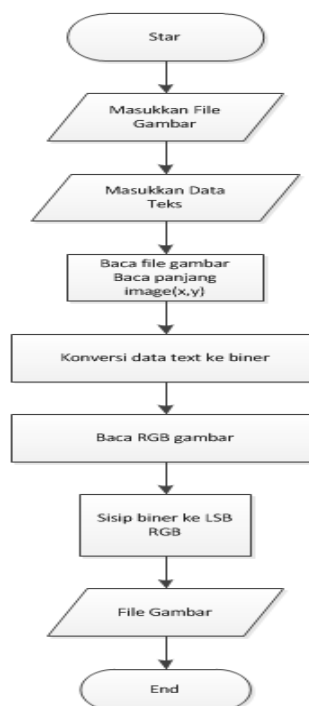 Star
Masukkan File
Gambar
Masukkan Data
Teks
Baca file gambar
Baca panjang
image(x,y)
Konversi data text ke biner
Baca RGB gambar
Sisip biner ke LSB
RGB
File Gambar
End